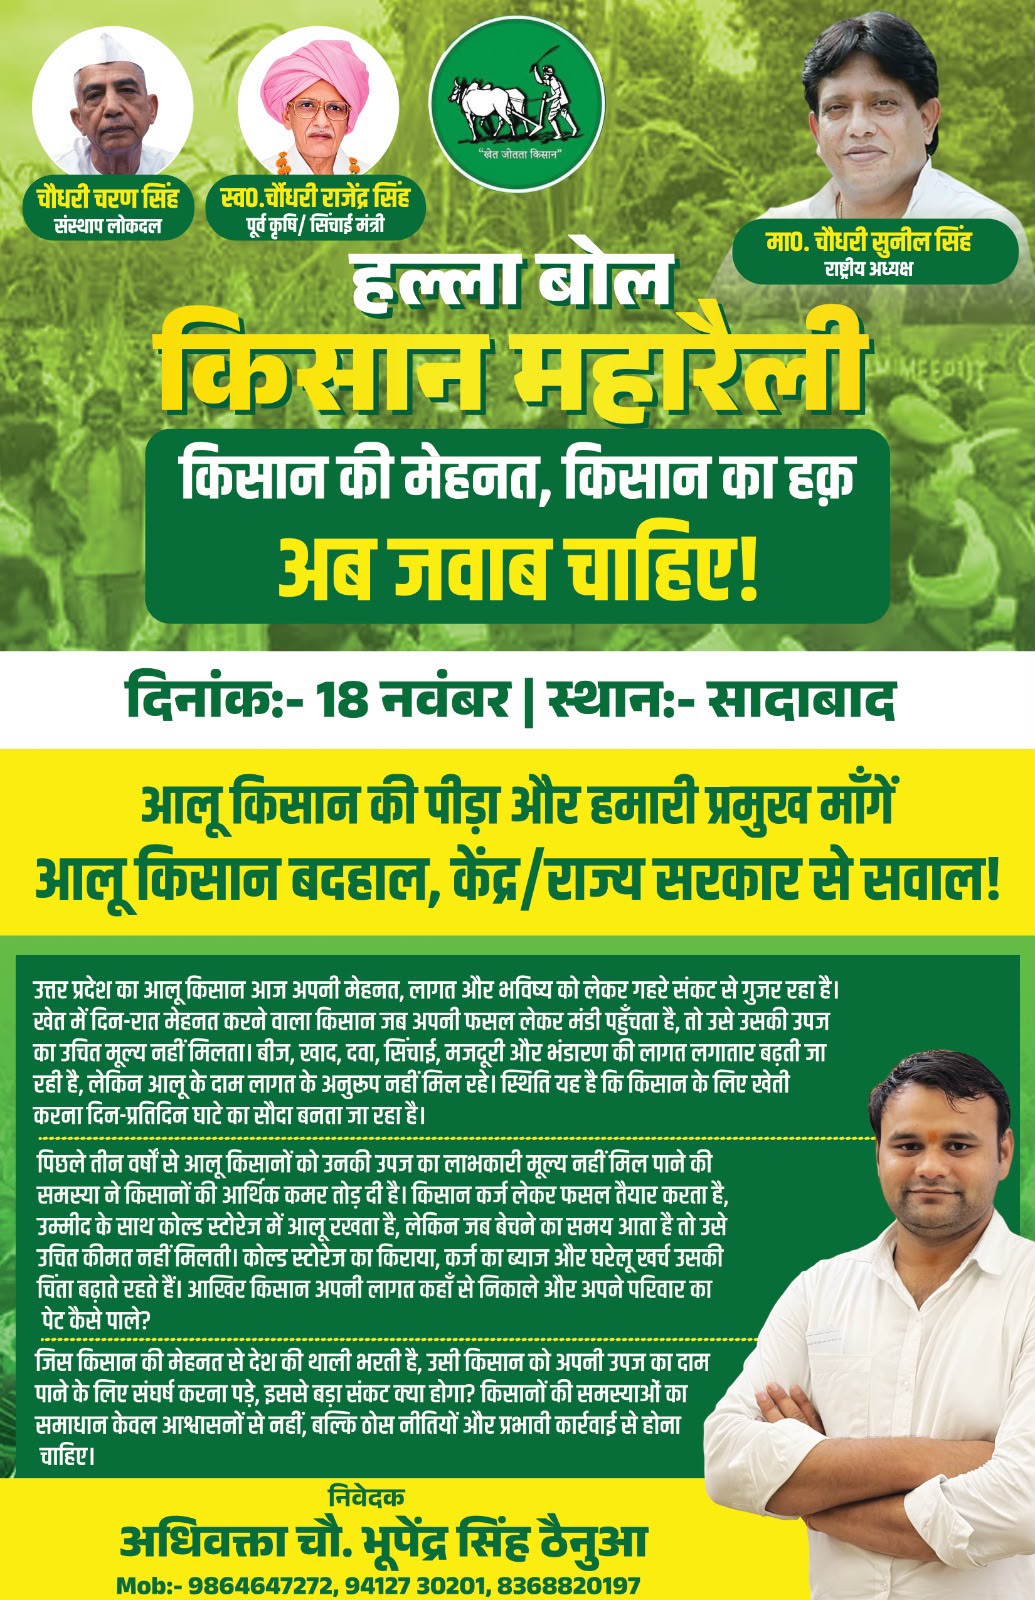 चौधरी चरण सिंह
संस्थाप लोकदल
स्व0.चौधरी राजेंद्र सिंह
पूर्व कृषि/ सिंचाई मंत्री
"खेत जोतता किसान"
मा0. चौधरी सुनील सिंह
राष्ट्रीय अध्यक्ष
हल्ला बोल
किसान महारैली
किसान की मेहनत, किसान का हक़
अब जवाब चाहिए!
दिनांक:- 18 नवंबर | स्थान:- सादाबाद
आलू किसान की पीड़ा और हमारी प्रमुख माँगें
आलू किसान बदहाल, केंद्र/राज्य सरकार से सवाल!
उत्तर प्रदेश का आलू किसान आज अपनी मेहनत, लागत और भविष्य को लेकर गहरे संकट से गुजर रहा है।
खेत में दिन-रात मेहनत करने वाला किसान जब अपनी फसल लेकर मंडी पहुँचता है, तो उसे उसकी उपज
का उचित मूल्य नहीं मिलता। बीज, खाद, दवा, सिंचाई, मजदूरी और भंडारण की लागत लगातार बढ़ती जा
रही है, लेकिन आलू के दाम लागत के अनुरूप नहीं मिल रहे। स्थिति यह है कि किसान के लिए खेती
करना दिन-प्रतिदिन घाटे का सौदा बनता जा रहा है।
पिछले तीन वर्षों से आलू किसानों को उनकी उपज का लाभकारी मूल्य नहीं मिल पाने की
समस्या ने किसानों की आर्थिक कमर तोड़ दी है। किसान कर्ज लेकर फसल तैयार करता है,
उम्मीद के साथ कोल्ड स्टोरेज में आलू रखता है, लेकिन जब बेचने का समय आता है तो उसे
उचित कीमत नहीं मिलती। कोल्ड स्टोरेज का किराया, कर्ज का ब्याज और घरेलू खर्च उसकी
चिंता बढ़ाते रहते हैं। आखिर किसान अपनी लागत कहाँ से निकाले और अपने परिवार का
पेट कैसे पाले?
जिस किसान की मेहनत से देश की थाली भरती है, उसी किसान को अपनी उपज का दाम
पाने के लिए संघर्ष करना पड़े, इससे बड़ा संकट क्या होगा? किसानों की समस्याओं का
समाधान केवल आश्वासनों से नहीं, बल्कि ठोस नीतियों और प्रभावी कार्रवाई से होना
चाहिए।
निवेदक
अधिवक्ता चौ. भूपेंद्र सिंह ठैनुआ
Mob:- 9864647272, 94127 30201, 8368820197